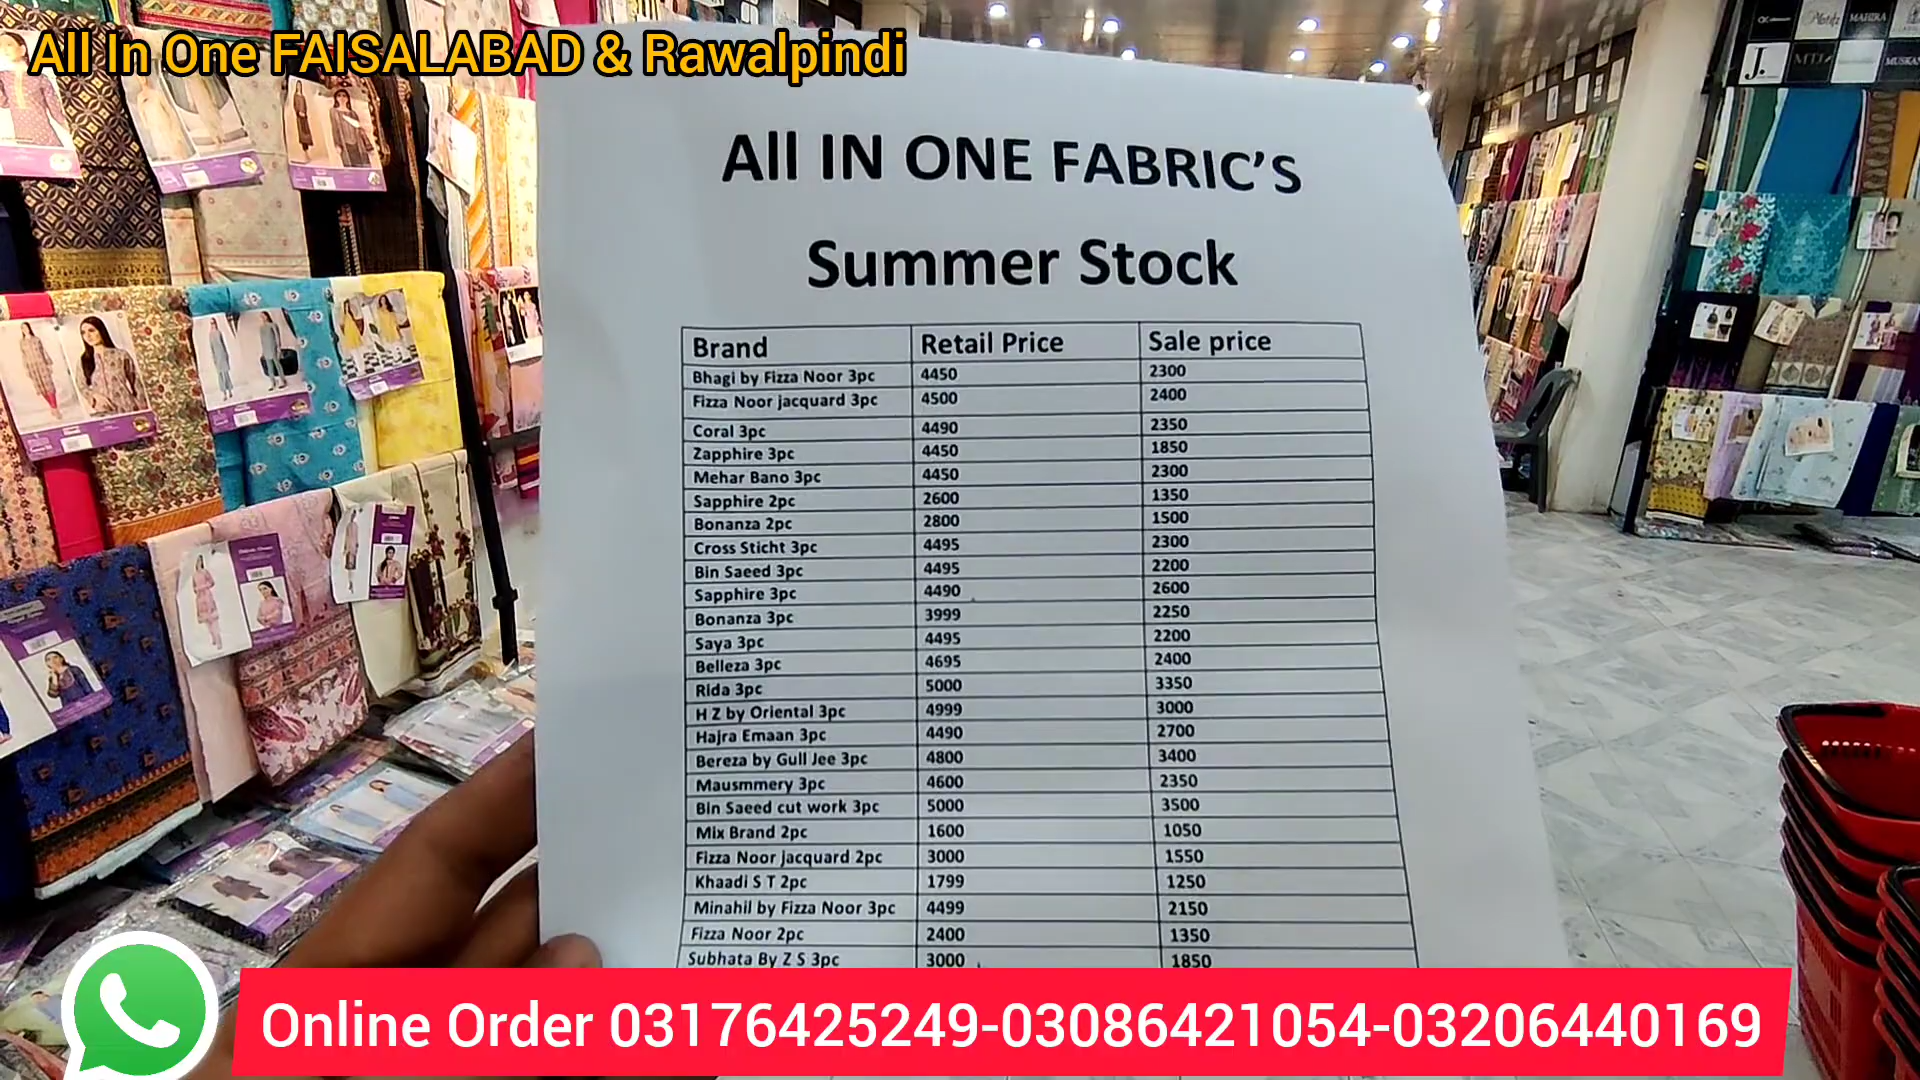 All In One FAISALABAD & Rawalpindi
All IN ONE FABRIC'S
Summer Stock
Brand Retail Price Sale price
Bhagi by Fizza Noor 3pc 4450 2300
Fizza Noor jacquard 3pc 4500 2400
Coral 3pc 4490 2350
Zapphire 3pc 4450 1850
Mehar Bano 3pc 4450 2300
Sapphire 2pc 2600 1350
Bonanza 2pc 2800 1500
Cross Sticht 3pc 4495 2300
Bin Saeed 3pc 4495 2200
Sapphire 3pc 4490 2600
Bonanza 3pc 3999 2250
Saya 3pc 4495 2200
Belleza 3pc 4695 2400
Rida 3pc 5000 3350
H Z by Oriental 3pc 4999 3000
Hajra Emaan 3pc 4490 2700
Bereza by Gull Jee 3pc 4800 3400
Mausmmery 3pc 4600 2350
Bin Saeed cut work 3pc 5000 3500
Mix Brand 2pc 1600 1050
Fizza Noor Jacquard 2pc 3000 1550
Khaadi S T 2pc 1799 1250
Minahil by Fizza Noor 3pc 4499 2150
Fizza Noor 2pc 2400 1350
Subhata By Z S 3pc 3000 1850
MAHIRA
J.
Online Order 03176425249-03086421054-03206440169